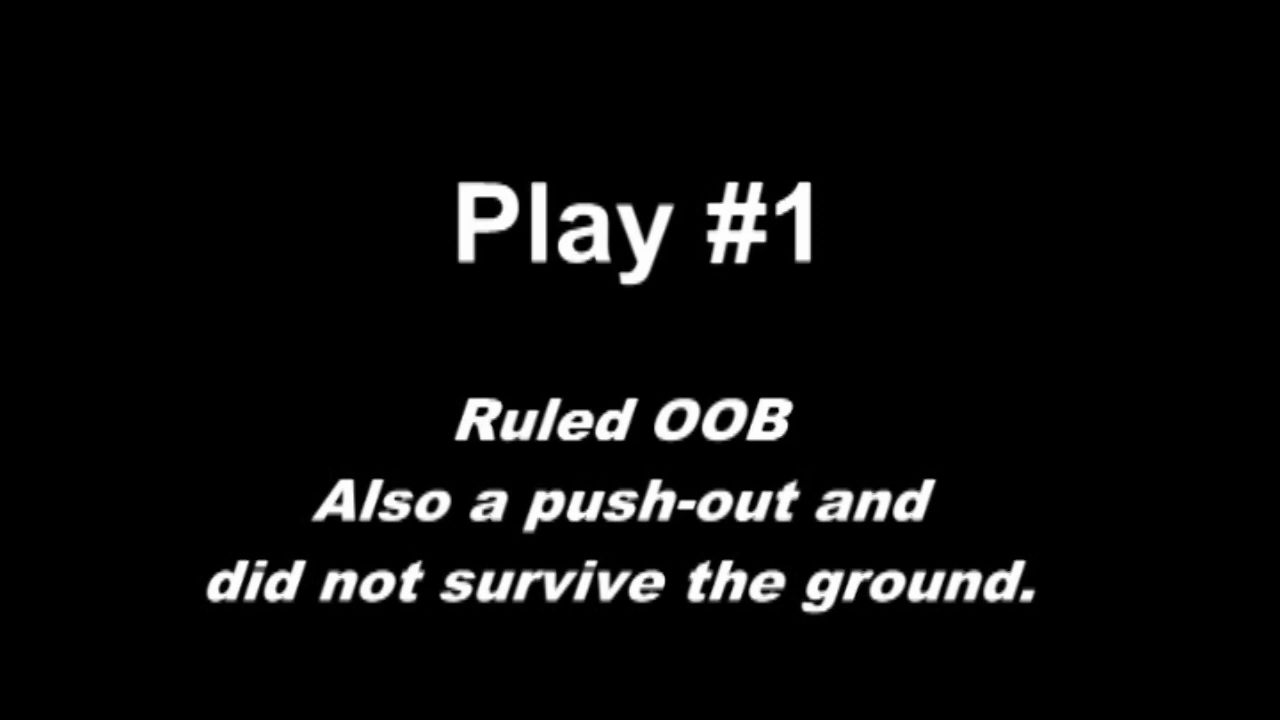 Play #1
Ruled OOB
Also a push-out and
did not survive the ground.